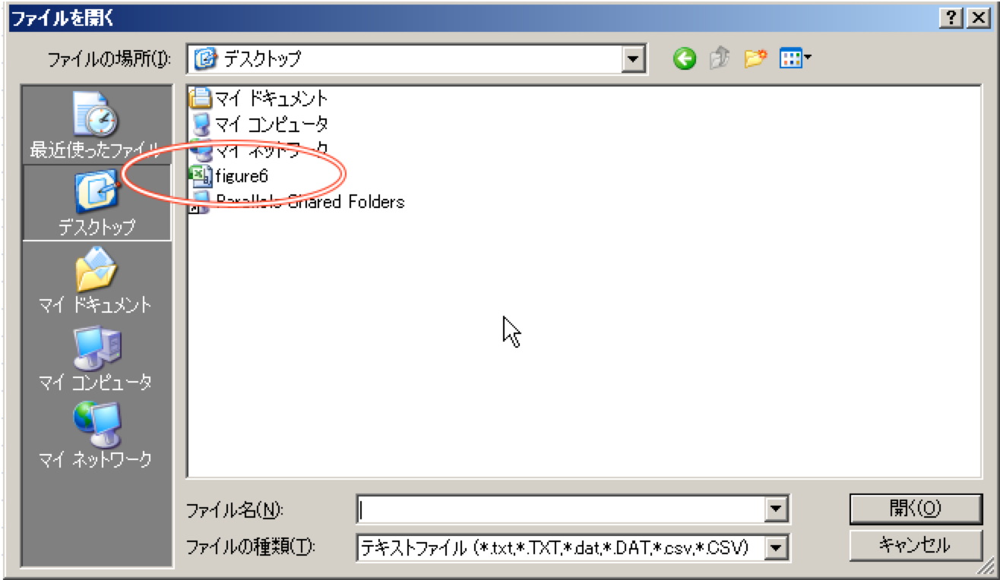 ファイルを開く
ファイルの場所(I):
デスクトップ
最近使ったファイル
デスクトップ
マイ ドキュメント
マイ コンピュータ
マイ ネットワーク
マイ ドキュメント
マイ コンピュータ
マイ ネットワーク
figure6
Parallels Shared Folders
ファイル名(N):
ファイルの種類(T):
テキストファイル (*.txt,*.TXT,*.dat,*.DAT,*.csv,*.CSV)
開く(O)
キャンセル